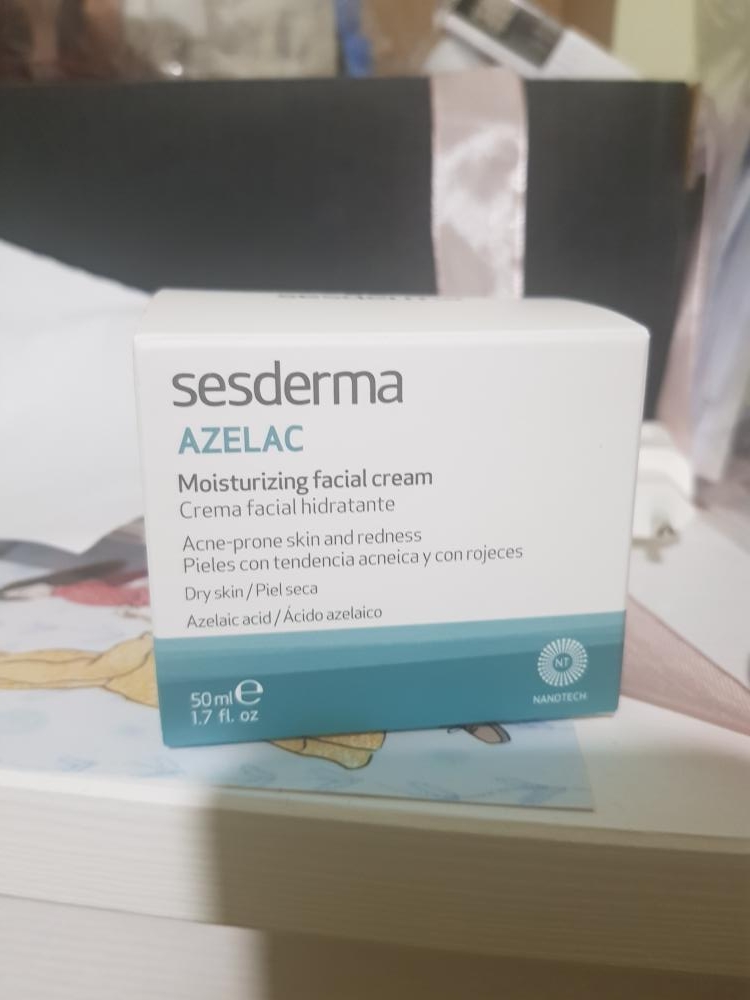 sesderma
sesderma
AZELAC
Moisturizing facial cream
Crema facial hidratante
Acne-prone skin and redness
Pieles con tendencia acneica y con rojeces
Dry skin / Piel seca
Azelaic acid / Ácido azelaico
50 ml e
1.7 fl. oz
NT
NANOTECH